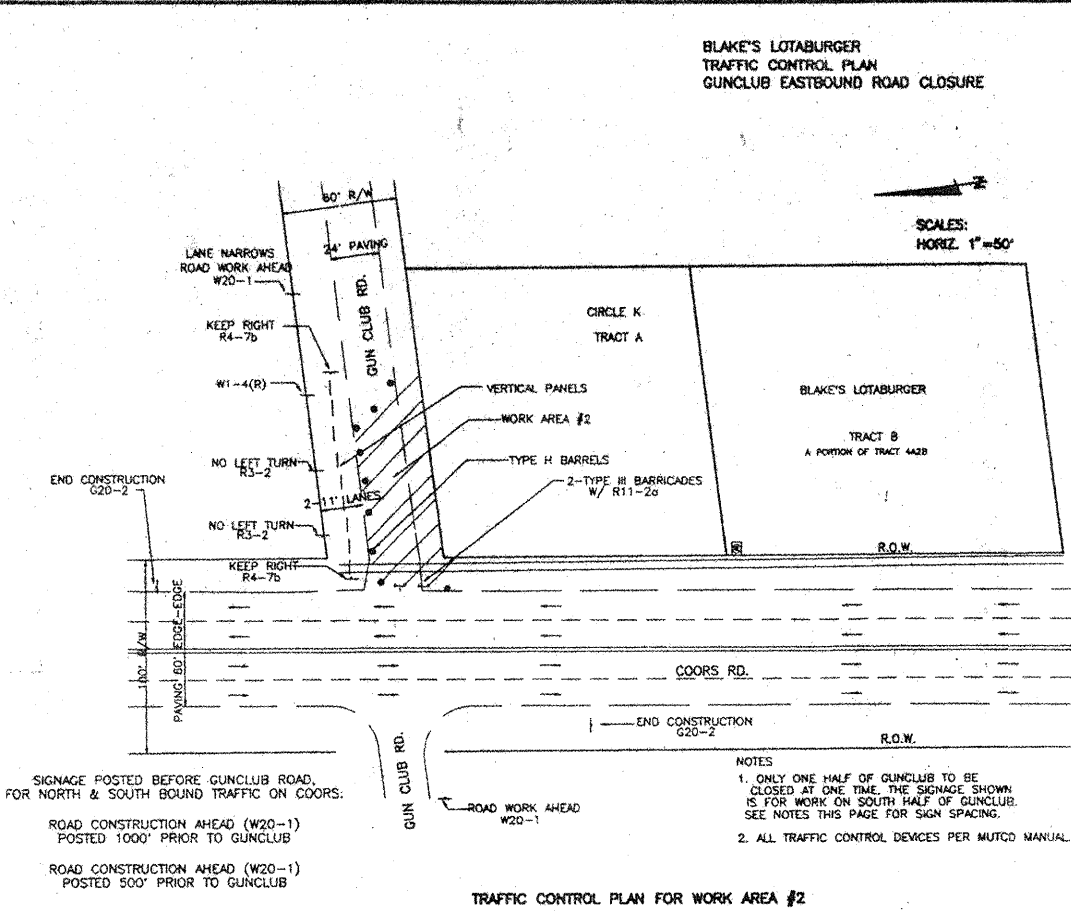 BLAKE'S LOTABURGER
TRAFFIC CONTROL PLAN
GUNCLUB EASTBOUND ROAD CLOSURE
SCALES:
HORIZ. 1"=50'
60' R/W
24' PAVING
LANE NARROWS
ROAD WORK AHEAD
W20-1
KEEP RIGHT
R4-7b
GUN CLUB RD.
W1-4(R)
NO LEFT TURN
R3-2
2-11' LANES
NO LEFT TURN
R3-2
END CONSTRUCTION
G20-2
KEEP RIGHT
R4-7b
CIRCLE K
TRACT A
VERTICAL PANELS
WORK AREA #2
TYPE II BARRELS
2-TYPE III BARRICADES
W/ R11-2a
BLAKE'S LOTABURGER
TRACT B
A PORTION OF TRACT 4A2B
R.O.W.
100' R/W
PAVING 60' EDGE-EDGE
COORS RD.
END CONSTRUCTION
G20-2
R.O.W.
GUN CLUB RD.
ROAD WORK AHEAD
W20-1
SIGNAGE POSTED BEFORE GUNCLUB ROAD,
FOR NORTH & SOUTH BOUND TRAFFIC ON COORS:
ROAD CONSTRUCTION AHEAD (W20-1)
POSTED 1000' PRIOR TO GUNCLUB
ROAD CONSTRUCTION AHEAD (W20-1)
POSTED 500' PRIOR TO GUNCLUB
NOTES
1. ONLY ONE HALF OF GUNCLUB TO BE
CLOSED AT ONE TIME. THE SIGNAGE SHOWN
IS FOR WORK ON SOUTH HALF OF GUNCLUB.
SEE NOTES THIS PAGE FOR SIGN SPACING.
2. ALL TRAFFIC CONTROL DEVICES PER MUTCD MANUAL.
TRAFFIC CONTROL PLAN FOR WORK AREA #2